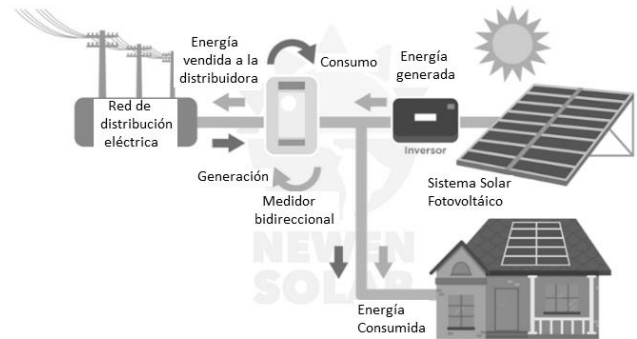 Energía
vendida a la
distribuidora
Consumo
Energía
generada
Red de
distribución
eléctrica
Inversor
Generación
Medidor
bidireccional
Sistema Solar
Fotovoltáico
NEWEN
SOLAR
Energía
Consumida